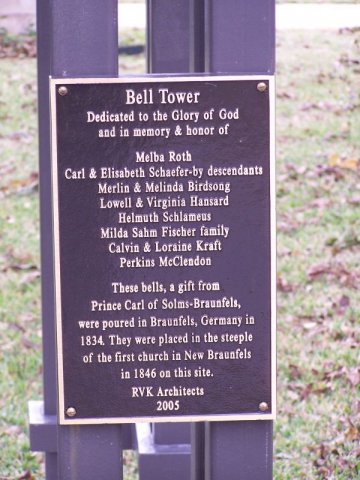 Bell Tower
Dedicated to the Glory of God
and in memory & honor of
Melba Roth
Carl & Elisabeth Schaefer-by descendants
Merlin & Melinda Birdsong
Lowell & Virginia Hansard
Helmuth Schlameus
Milda Sahm Fischer family
Calvin & Loraine Kraft
Perkins McClendon
These bells, a gift from
Prince Carl of Solms-Braunfels,
were poured in Braunfels, Germany in
1834. They were placed in the steeple
of the first church in New Braunfels
in 1846 on this site.
RVK Architects
2005